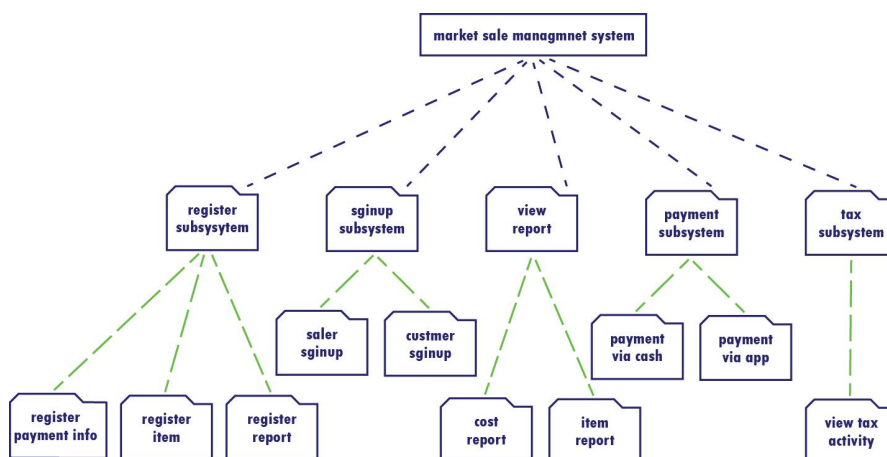 market sale managmnet system
register
subsysytem
sginup
subsystem
view
report
payment
subsystem
tax
subsystem
saler
sginup
custmer
sginup
payment
via cash
payment
via app
register
payment info
register
item
register
report
cost
report
item
report
view tax
activity